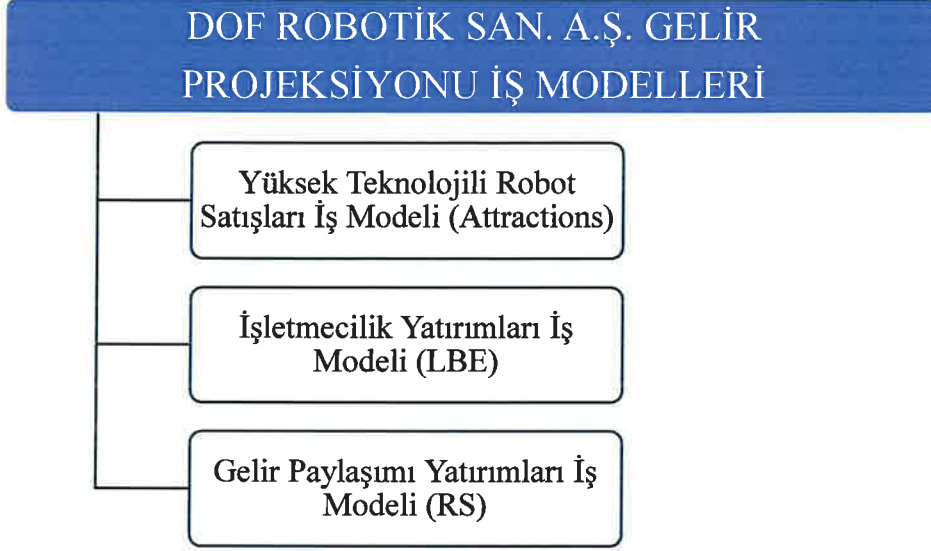 DOF ROBOTİK SAN. A.Ş. GELİR
PROJEKSİYONU İŞ MODELLERİ
Yüksek Teknolojili Robot
Satışları İş Modeli (Attractions)
İşletmecilik Yatırımları İş
Modeli (LBE)
Gelir Paylaşımı Yatırımları İş
Modeli (RS)